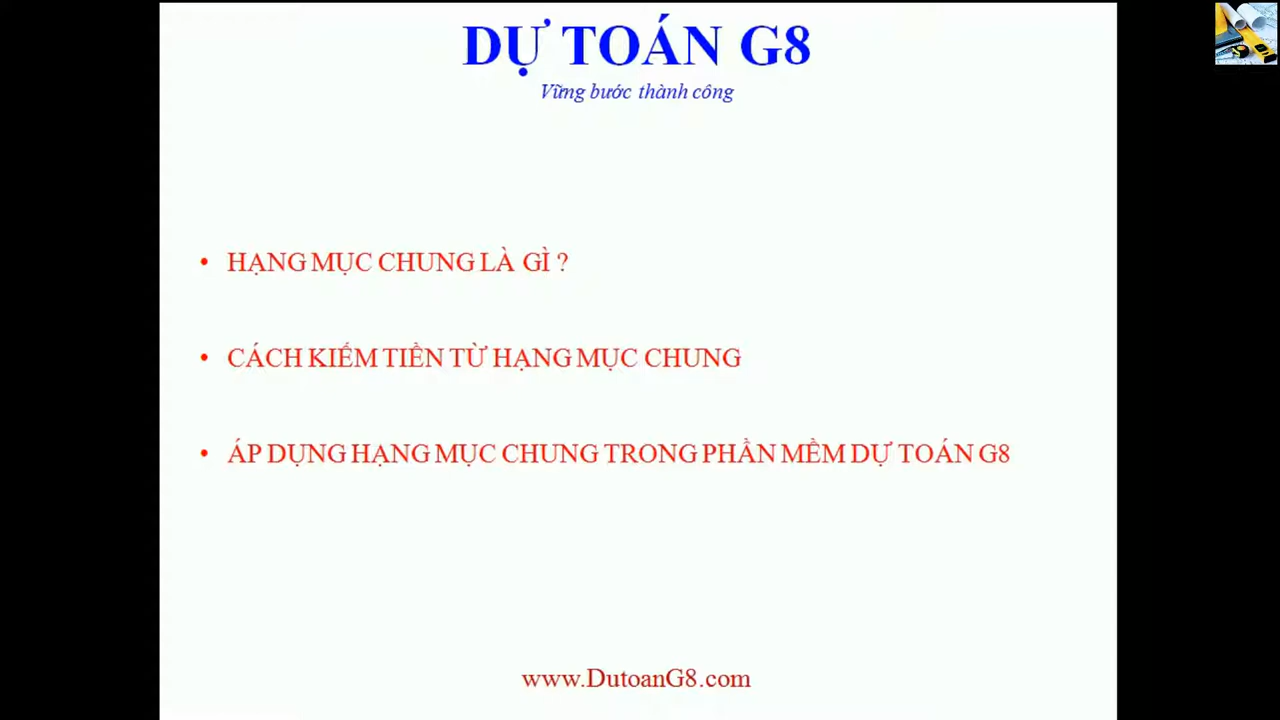 DỰ TOÁN G8
Vững bước thành công
• HẠNG MỤC CHUNG LÀ GÌ ?
• CÁCH KIẾM TIỀN TỪ HẠNG MỤC CHUNG
• ÁP DỤNG HẠNG MỤC CHUNG TRONG PHẦN MỀM DỰ TOÁN G8
www.DutoanG8.com